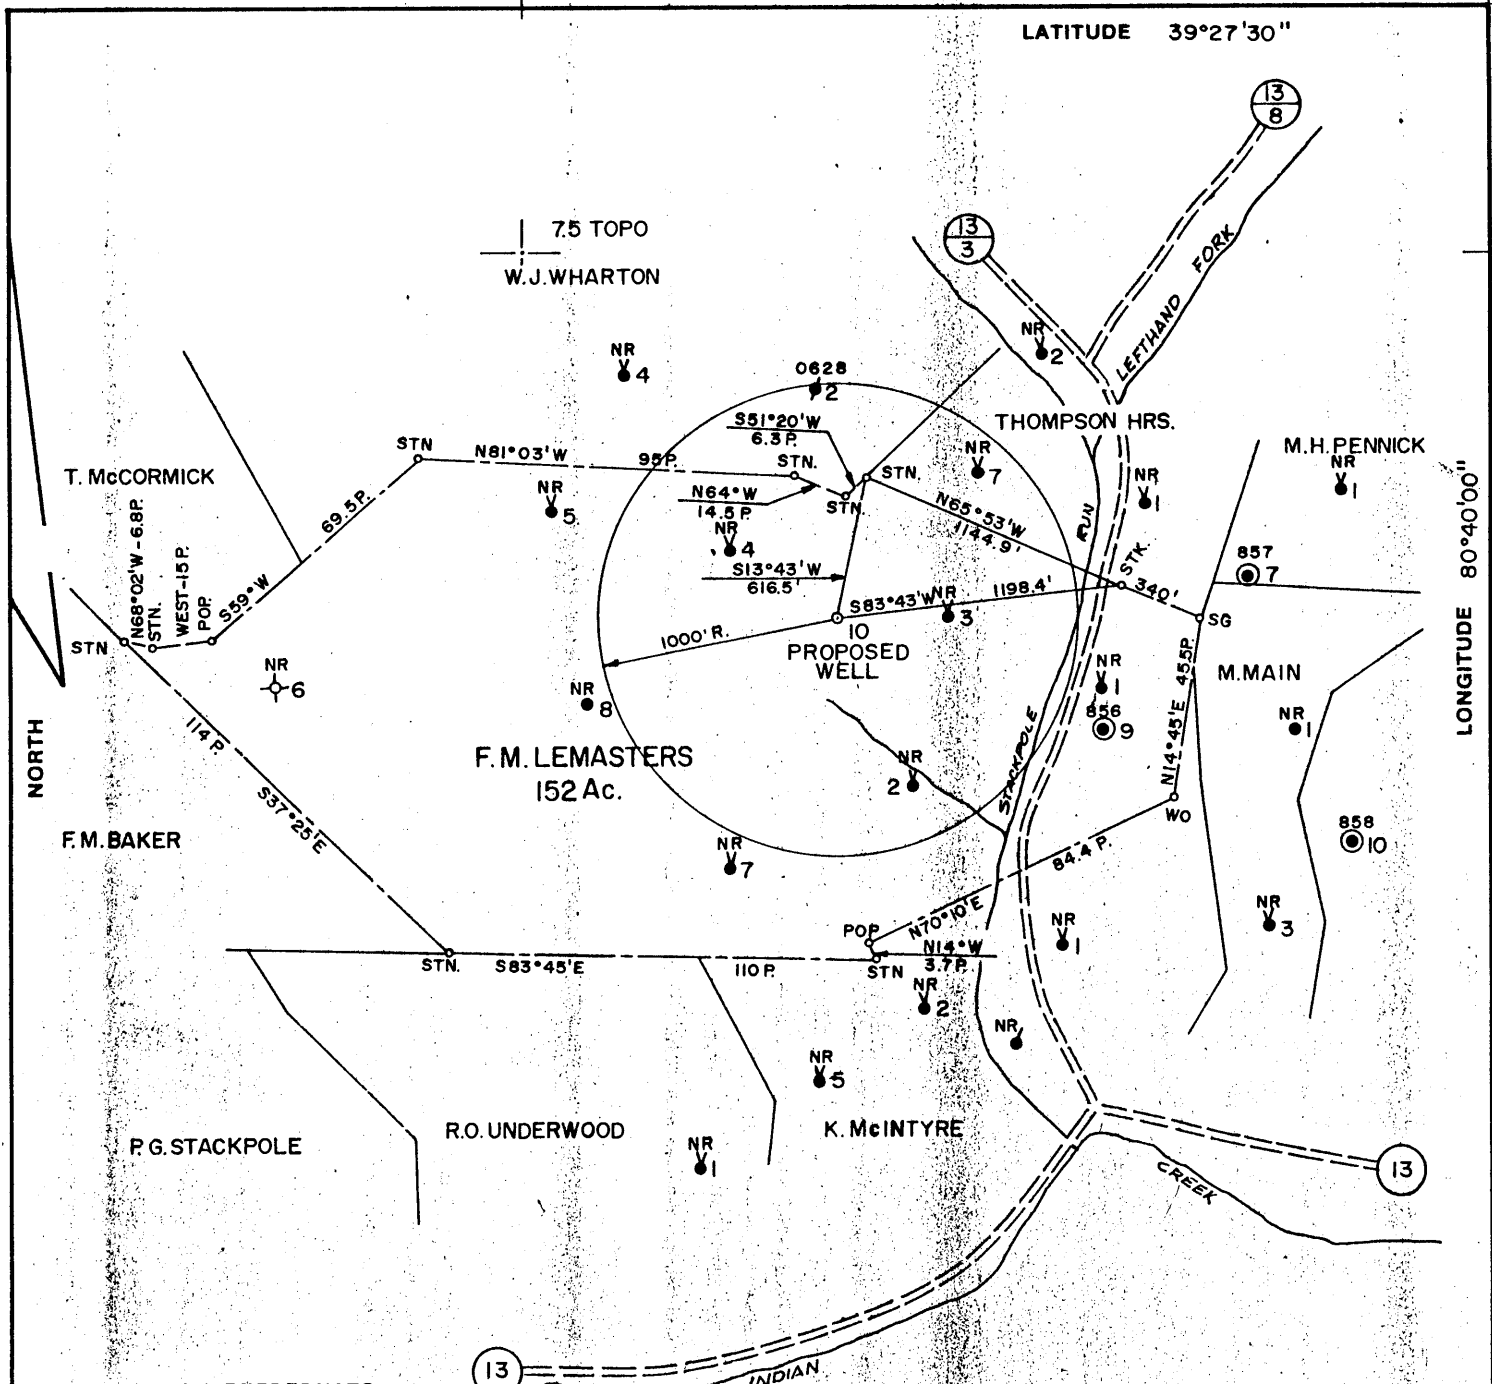 LATITUDE 39°27'30"
13
8
13
3
7.5 TOPO
W.J. WHARTON
LEFTHAND FORK
NR
2
NR
4
0628
2
THOMPSON HRS.
S51°20'W
6.3 P.
M.H. PENNICK
NR
1
STN
N81°03'W
95P.
STN.
STN.
NR
7
T. McCORMICK
NR
1
N64°W
14.5 P.
STN.
N65°53'W
1144.9'
NR
5
69.5P.
NR
4
RUN
STK.
857
7
LONGITUDE 80°40'00"
N68°02'W-6.8P.
STN.
WEST-15P.
POP.
S59°W
S13°43'W
616.5'
S83°43'W
NR
3
1198.4'
340'
SG
STN
1000' R.
10
PROPOSED
WELL
NR
6
NR
8
NR
1
M. MAIN
45.5P.
N14°45'E
856
9
NR
1
NORTH
114 P.
F. M. LEMASTERS
152 Ac.
STACKPOLE
NR
2
WO
S37°25'E
F. M. BAKER
858
10
NR
7
84.4 P.
N70°10'E
POP
NR
1
NR
3
STN.
S83°45'E
110 P.
STN
N14°W
3.7P.
NR
2
NR
NR
5
P. G. STACKPOLE
R.O. UNDERWOOD
K. McINTYRE
NR
1
CREEK
13
13
INDIAN